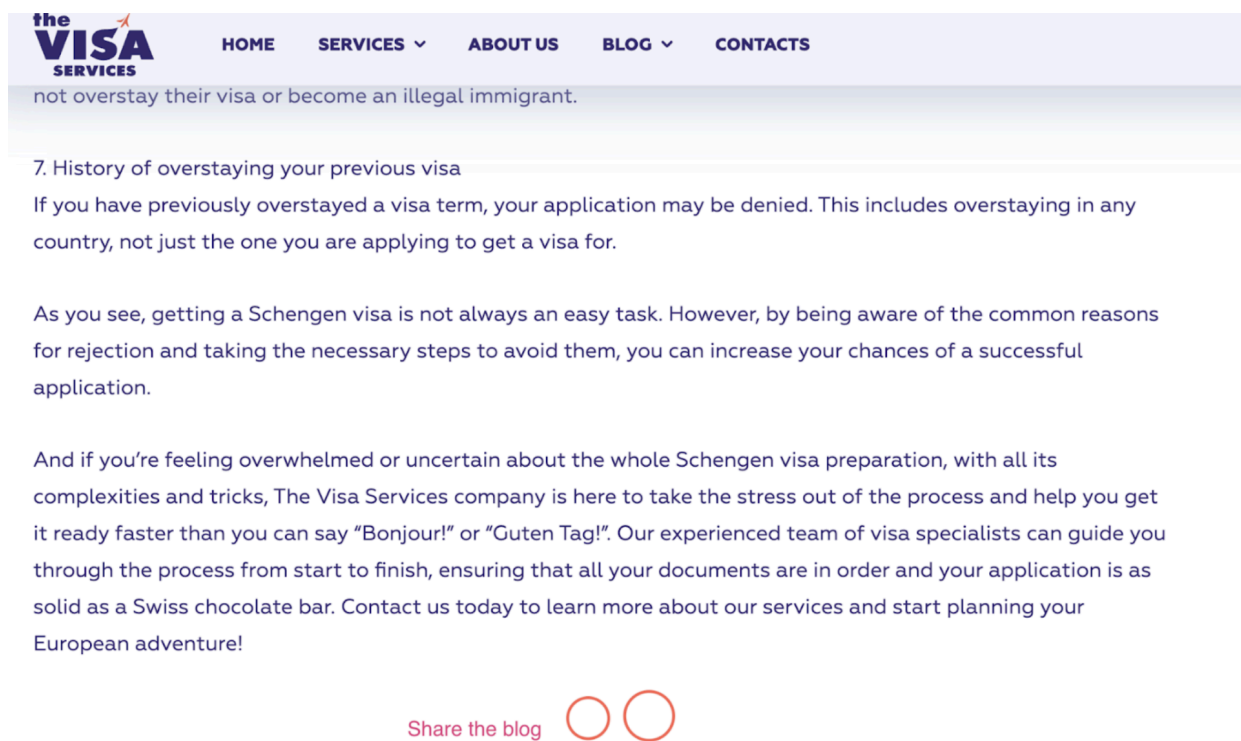 the
VISA
SERVICES
HOME SERVICES ABOUT US BLOG CONTACTS
not overstay their visa or become an illegal immigrant.
7. History of overstaying your previous visa
If you have previously overstayed a visa term, your application may be denied. This includes overstaying in any
country, not just the one you are applying to get a visa for.
As you see, getting a Schengen visa is not always an easy task. However, by being aware of the common reasons
for rejection and taking the necessary steps to avoid them, you can increase your chances of a successful
application.
And if you’re feeling overwhelmed or uncertain about the whole Schengen visa preparation, with all its
complexities and tricks, The Visa Services company is here to take the stress out of the process and help you get
it ready faster than you can say “Bonjour!” or “Guten Tag!”. Our experienced team of visa specialists can guide you
through the process from start to finish, ensuring that all your documents are in order and your application is as
solid as a Swiss chocolate bar. Contact us today to learn more about our services and start planning your
European adventure!
Share the blog